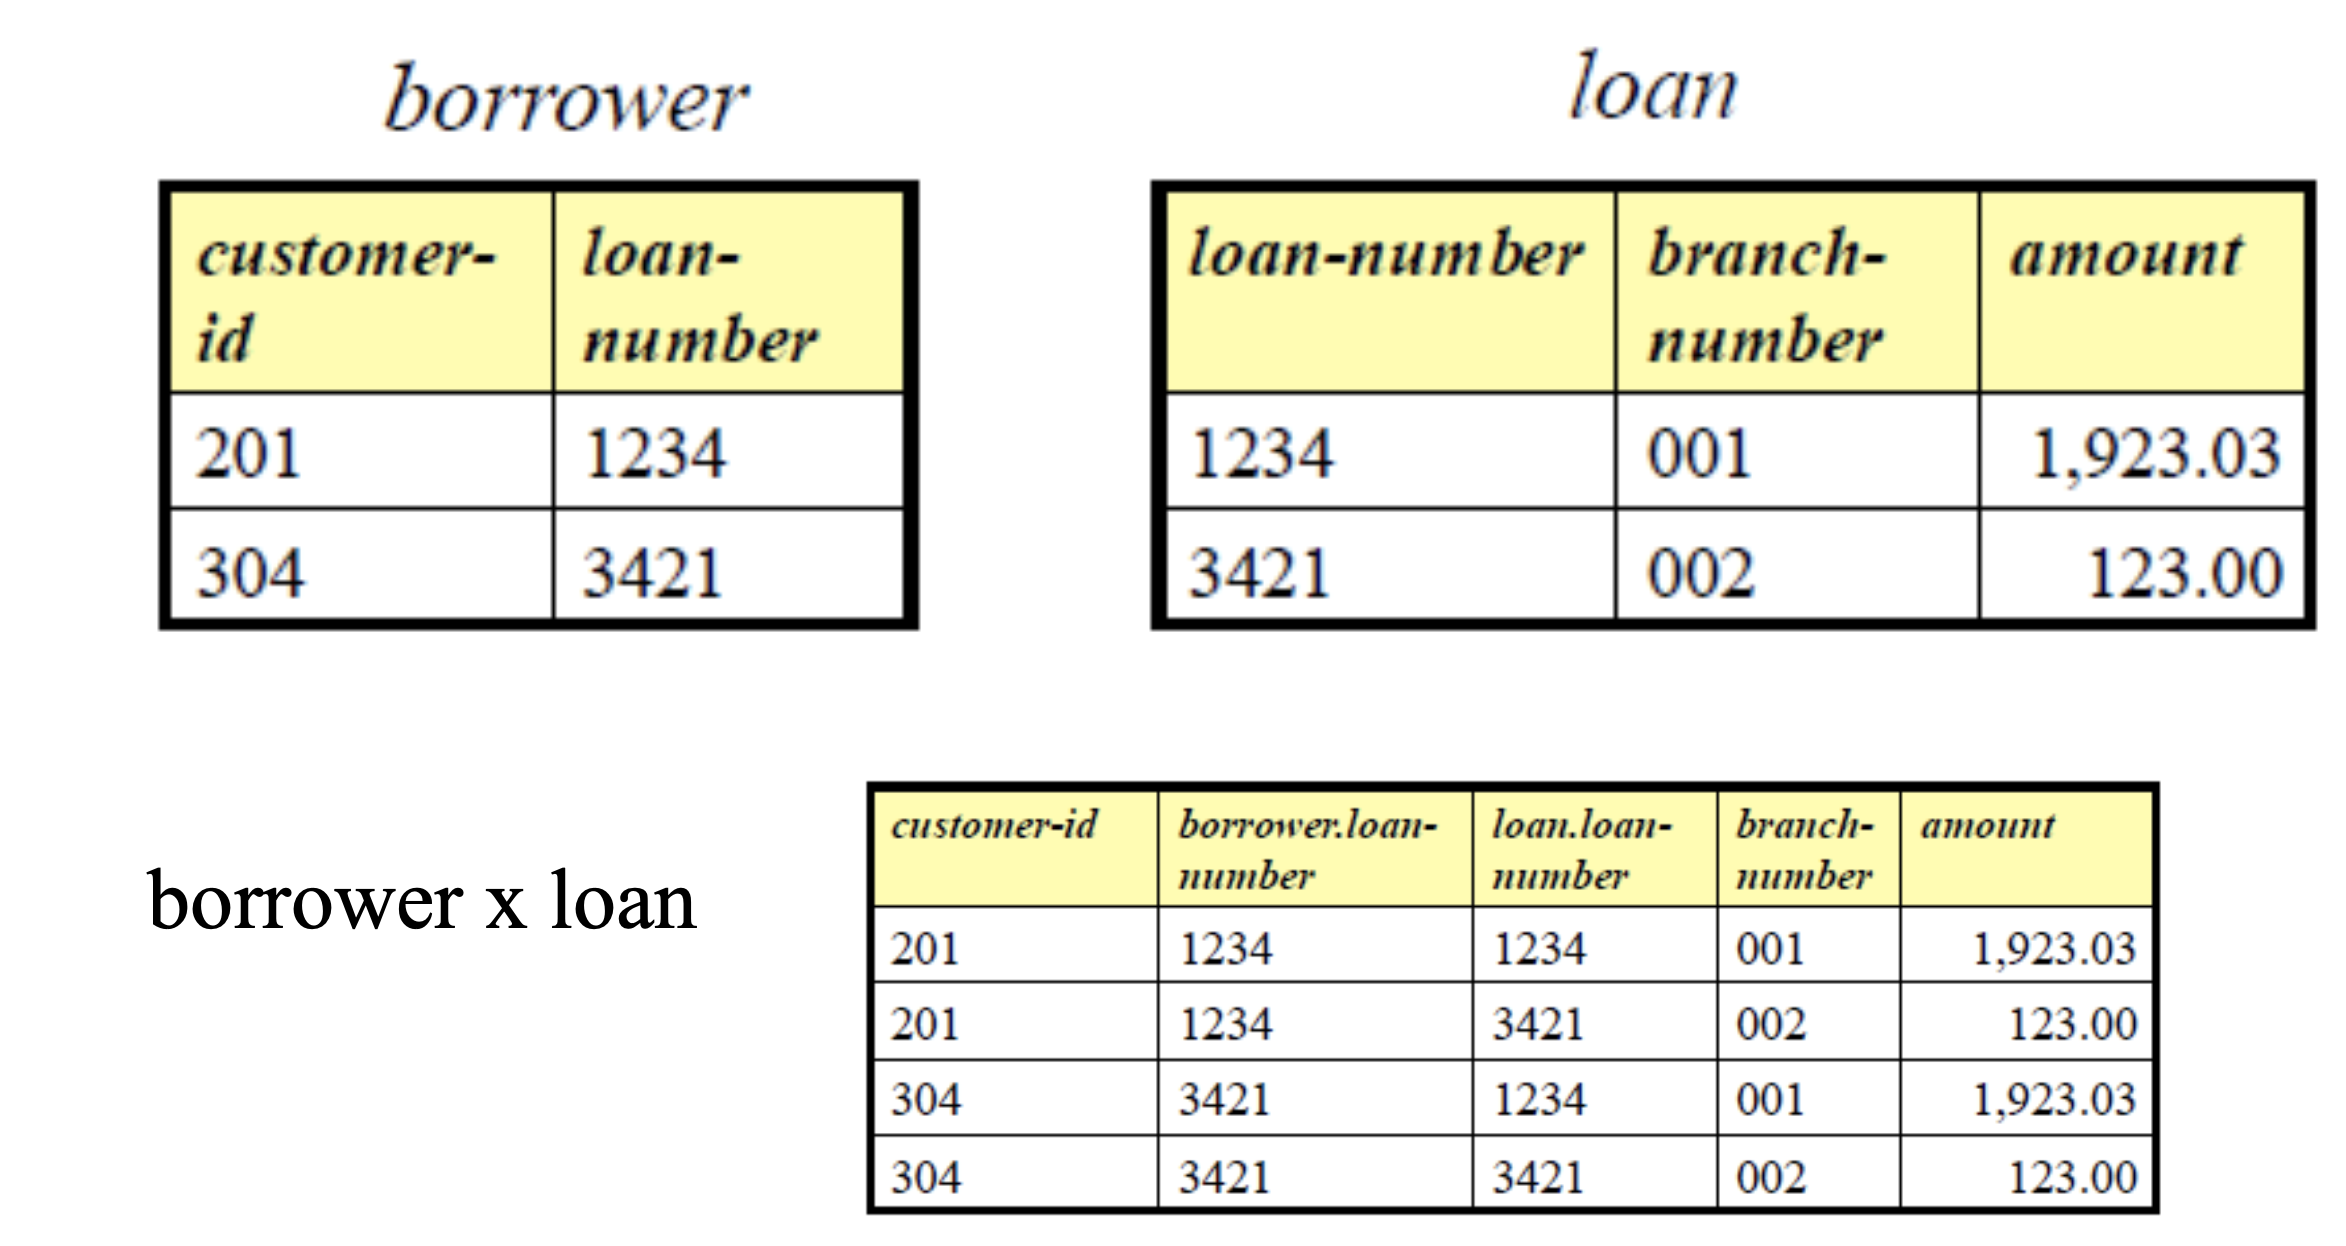 borrower
loan
customer-id loan-number
201 1234
304 3421
loan-number branch-number amount
1234 001 1,923.03
3421 002 123.00
borrower x loan
customer-id borrower.loan-number loan.loan-number branch-number amount
201 1234 1234 001 1,923.03
201 1234 3421 002 123.00
304 3421 1234 001 1,923.03
304 3421 3421 002 123.00